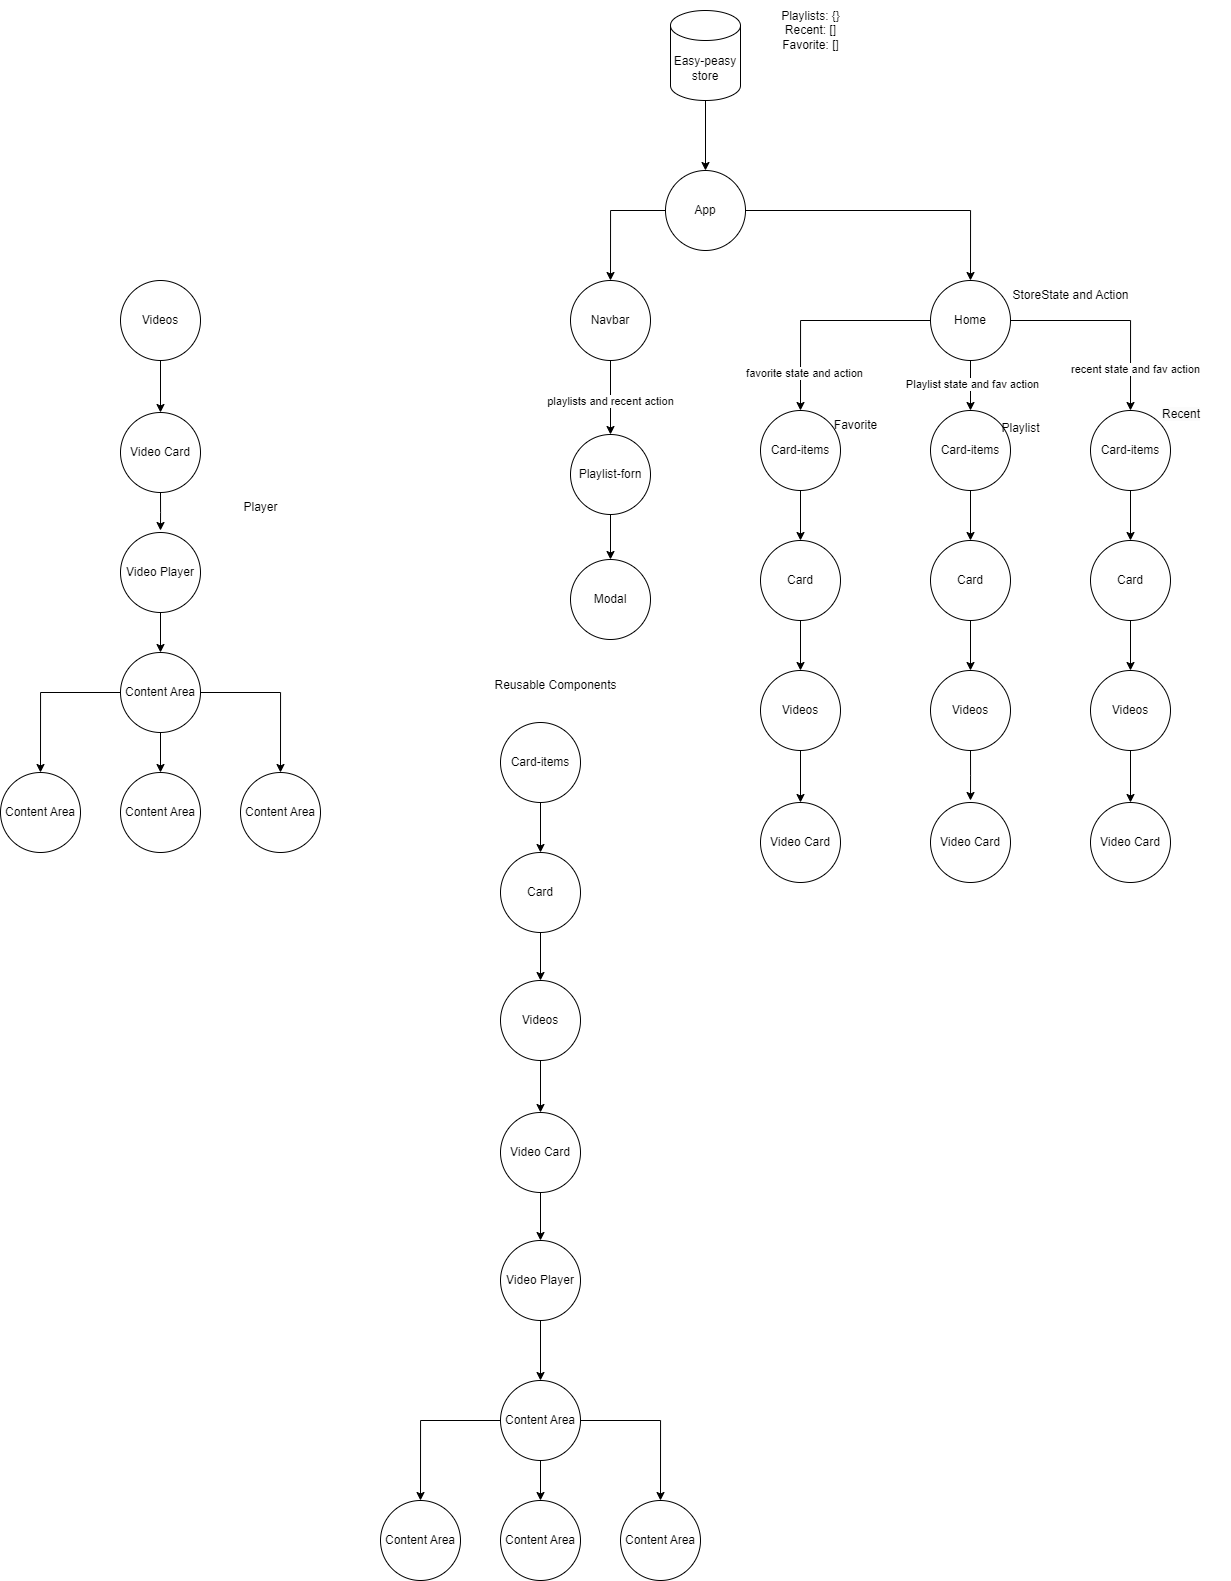 Playlists: {}
Recent: []
Favorite: []
Easy-peasy
store
App
Navbar
Home
StoreState and Action
playlists and recent action
favorite state and action
Playlist state and fav action
recent state and fav action
Playlist-forn
Modal
Card-items
Favorite
Card-items
Playlist
Card-items
Recent
Card
Card
Card
Videos
Videos
Videos
Video Card
Video Card
Video Card
Videos
Video Card
Player
Video Player
Content Area
Content Area
Content Area
Content Area
Reusable Components
Card-items
Card
Videos
Video Card
Video Player
Content Area
Content Area
Content Area
Content Area